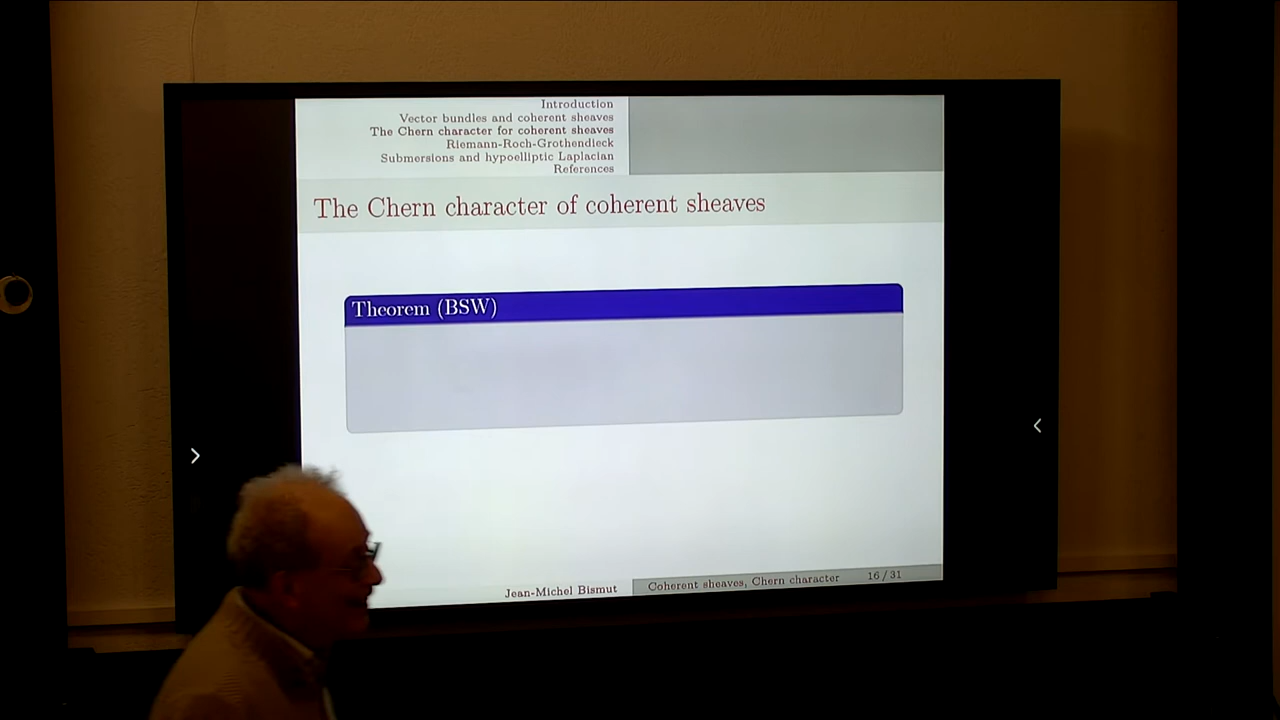 Introduction
Vector bundles and coherent sheaves
The Chern character for coherent sheaves
Riemann-Roch-Grothendieck
Submersions and hypoelliptic Laplacian
References
The Chern character of coherent sheaves
Theorem (BSW)
Jean-Michel Bismut
Coherent sheaves, Chern character
16 / 31